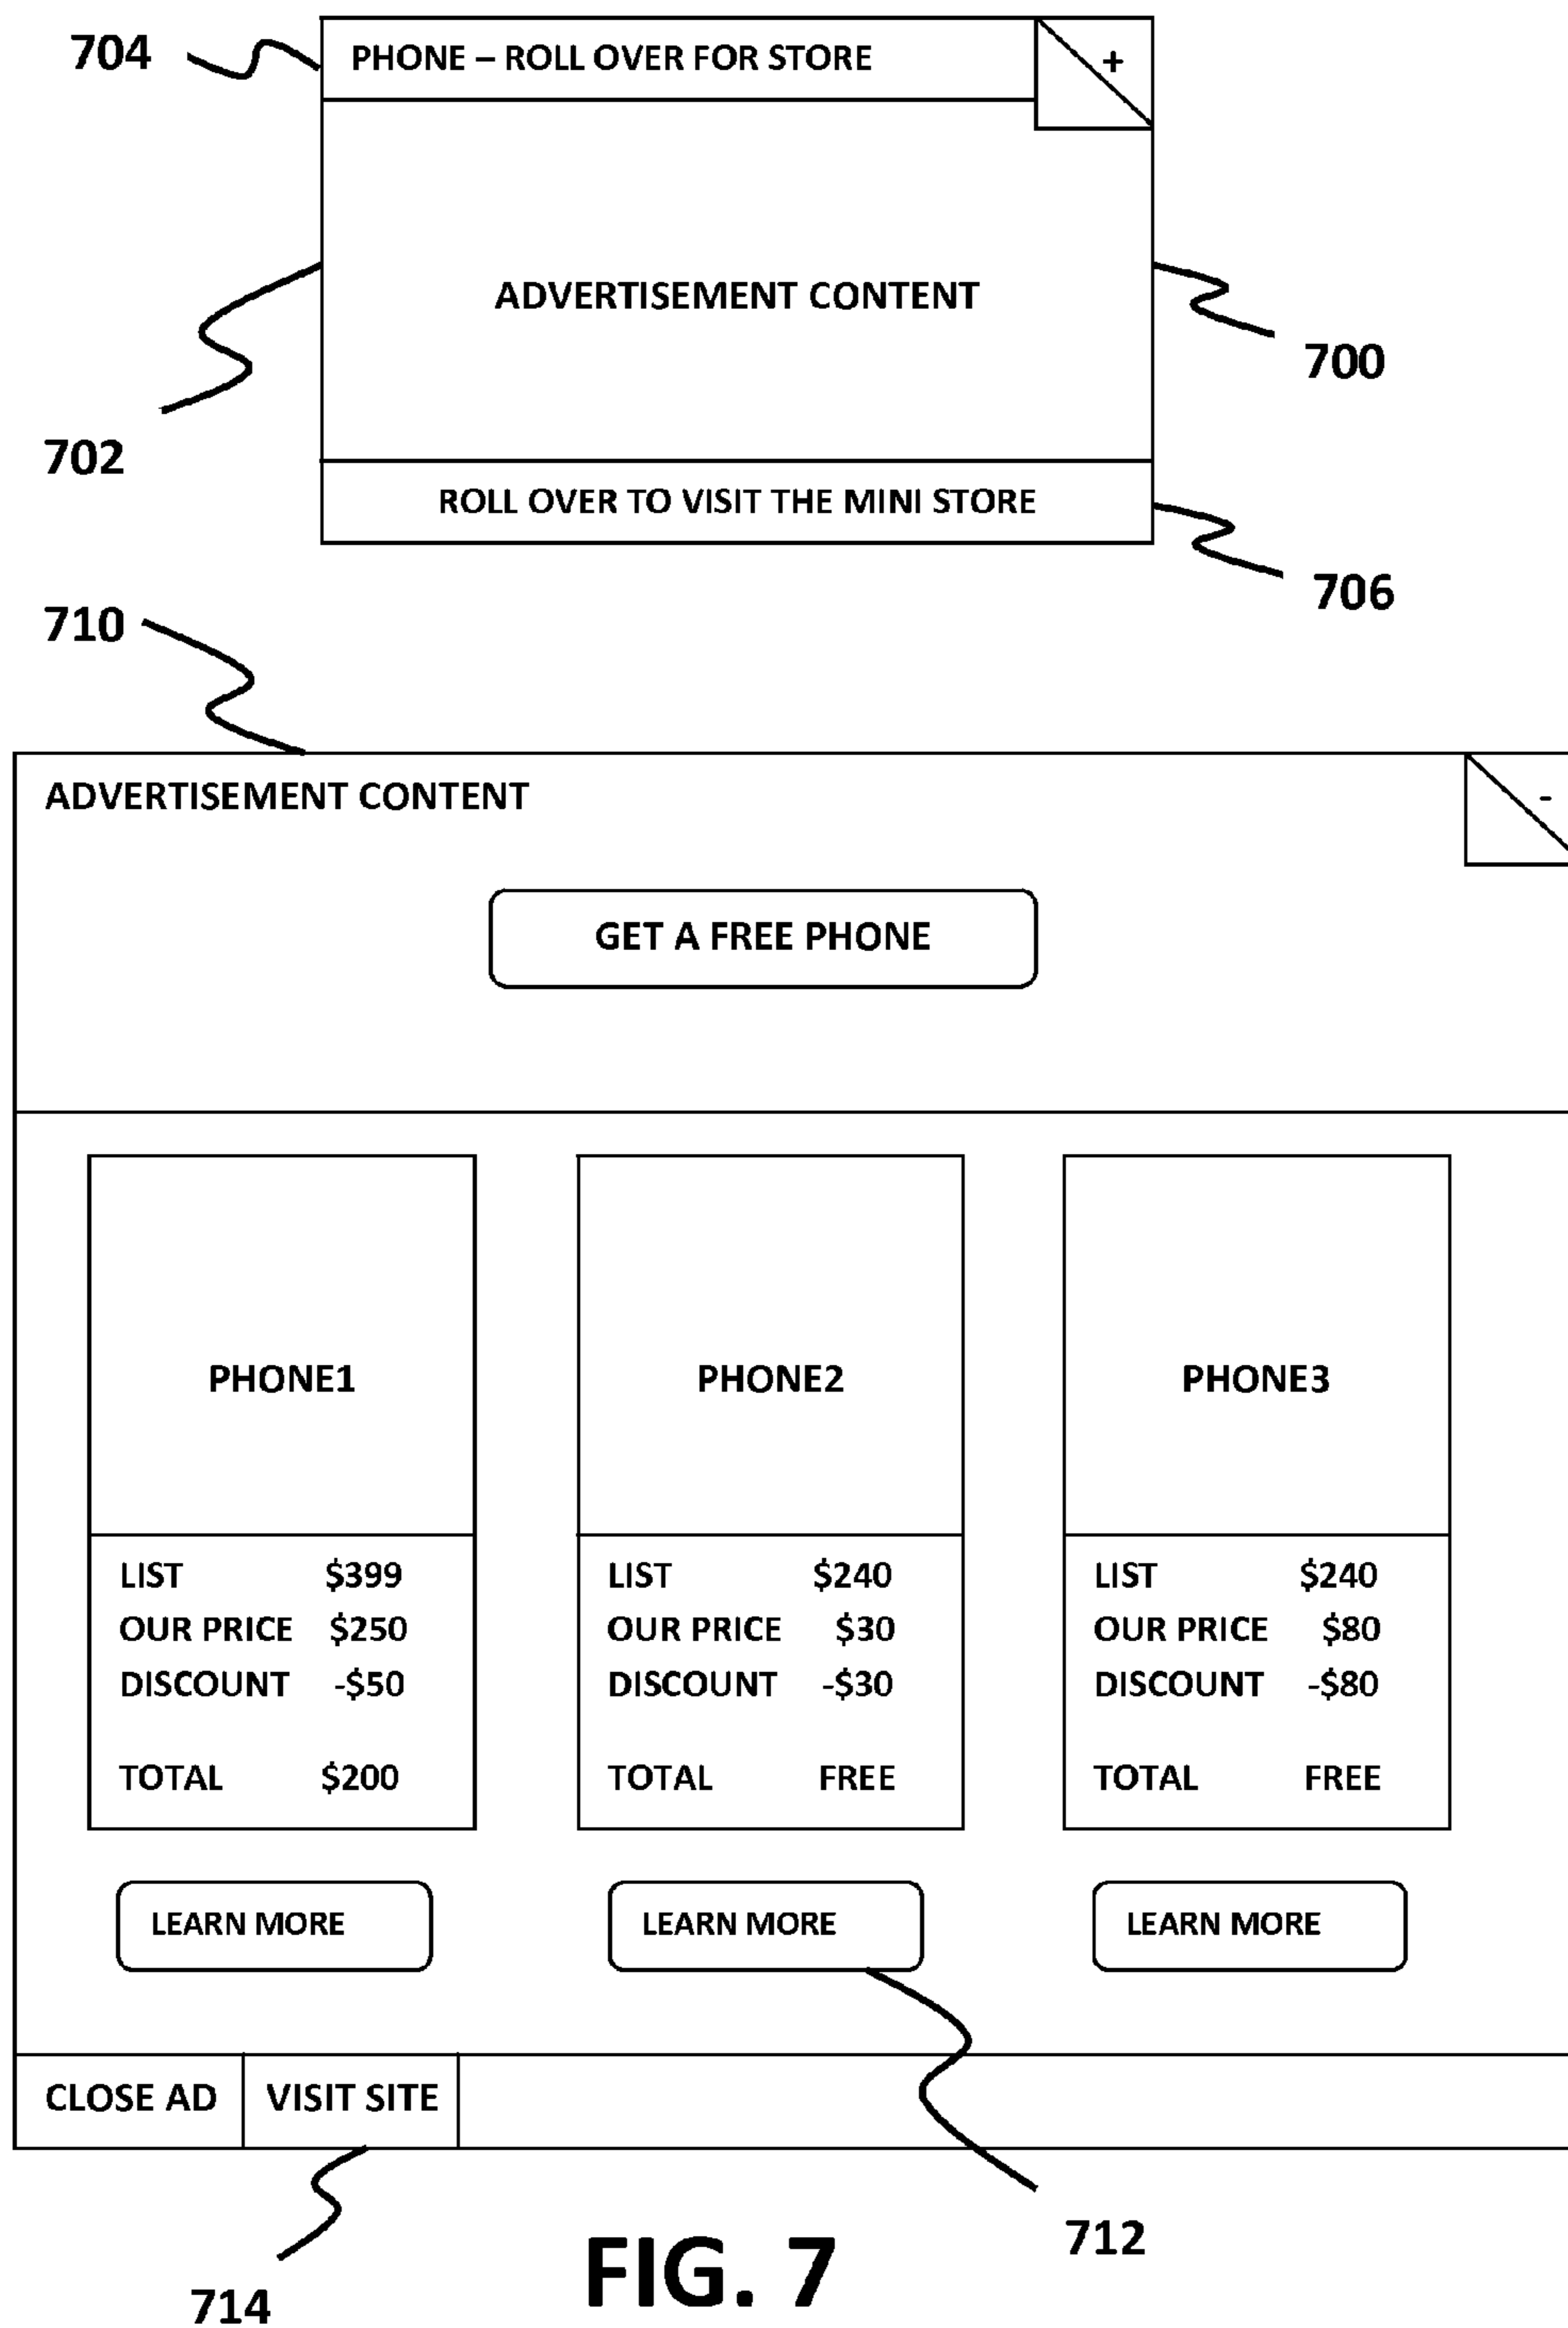 704
PHONE – ROLL OVER FOR STORE
+
ADVERTISEMENT CONTENT
700
702
ROLL OVER TO VISIT THE MINI STORE
706
710
ADVERTISEMENT CONTENT
-
GET A FREE PHONE
PHONE1
LIST $399
OUR PRICE $250
DISCOUNT -$50
TOTAL $200
LEARN MORE
PHONE2
LIST $240
OUR PRICE $30
DISCOUNT -$30
TOTAL FREE
LEARN MORE
PHONE3
LIST $240
OUR PRICE $80
DISCOUNT -$80
TOTAL FREE
LEARN MORE
CLOSE AD
VISIT SITE
712
714
FIG. 7